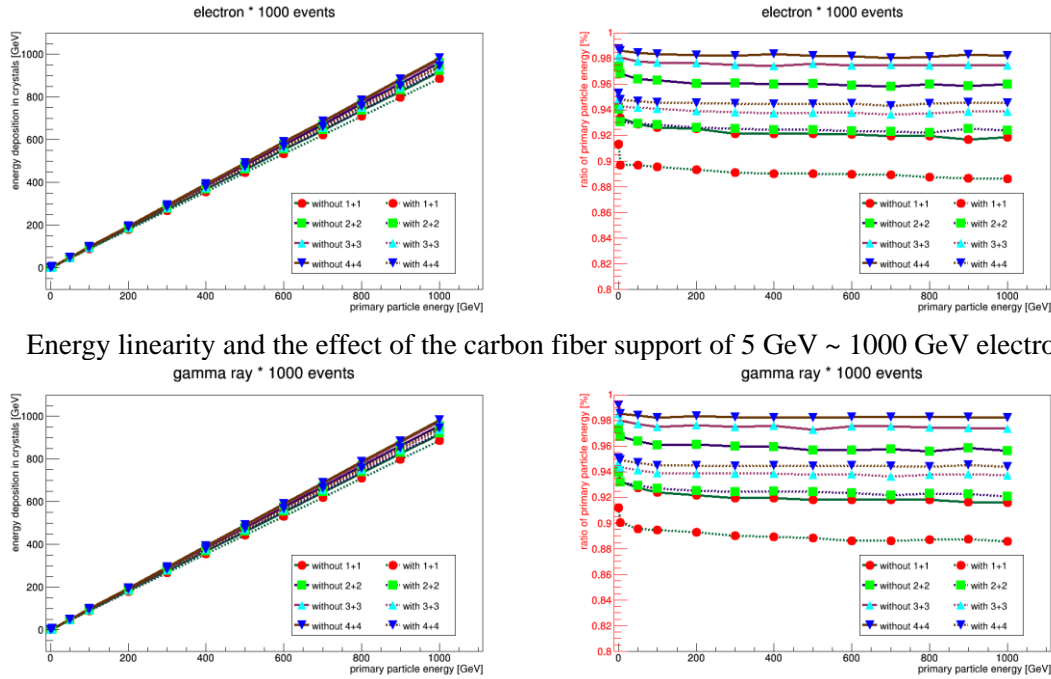 electron * 1000 events
energy deposition in crystals [GeV]
1000
800
600
400
200
0
0 200 400 600 800 1000
primary particle energy [GeV]
without 1+1 with 1+1
without 2+2 with 2+2
without 3+3 with 3+3
without 4+4 with 4+4
electron * 1000 events
ratio of primary particle energy [%]
1
0.98
0.96
0.94
0.92
0.9
0.88
0.86
0.84
0.82
0.8
0 200 400 600 800 1000
primary particle energy [GeV]
without 1+1 with 1+1
without 2+2 with 2+2
without 3+3 with 3+3
without 4+4 with 4+4
Energy linearity and the effect of the carbon fiber support of 5 GeV ~ 1000 GeV electro
gamma ray * 1000 events
energy deposition in crystals [GeV]
1000
800
600
400
200
0
0 200 400 600 800 1000
primary particle energy [GeV]
without 1+1 with 1+1
without 2+2 with 2+2
without 3+3 with 3+3
without 4+4 with 4+4
gamma ray * 1000 events
ratio of primary particle energy [%]
1
0.98
0.96
0.94
0.92
0.9
0.88
0.86
0.84
0.82
0.8
0 200 400 600 800 1000
primary particle energy [GeV]
without 1+1 with 1+1
without 2+2 with 2+2
without 3+3 with 3+3
without 4+4 with 4+4